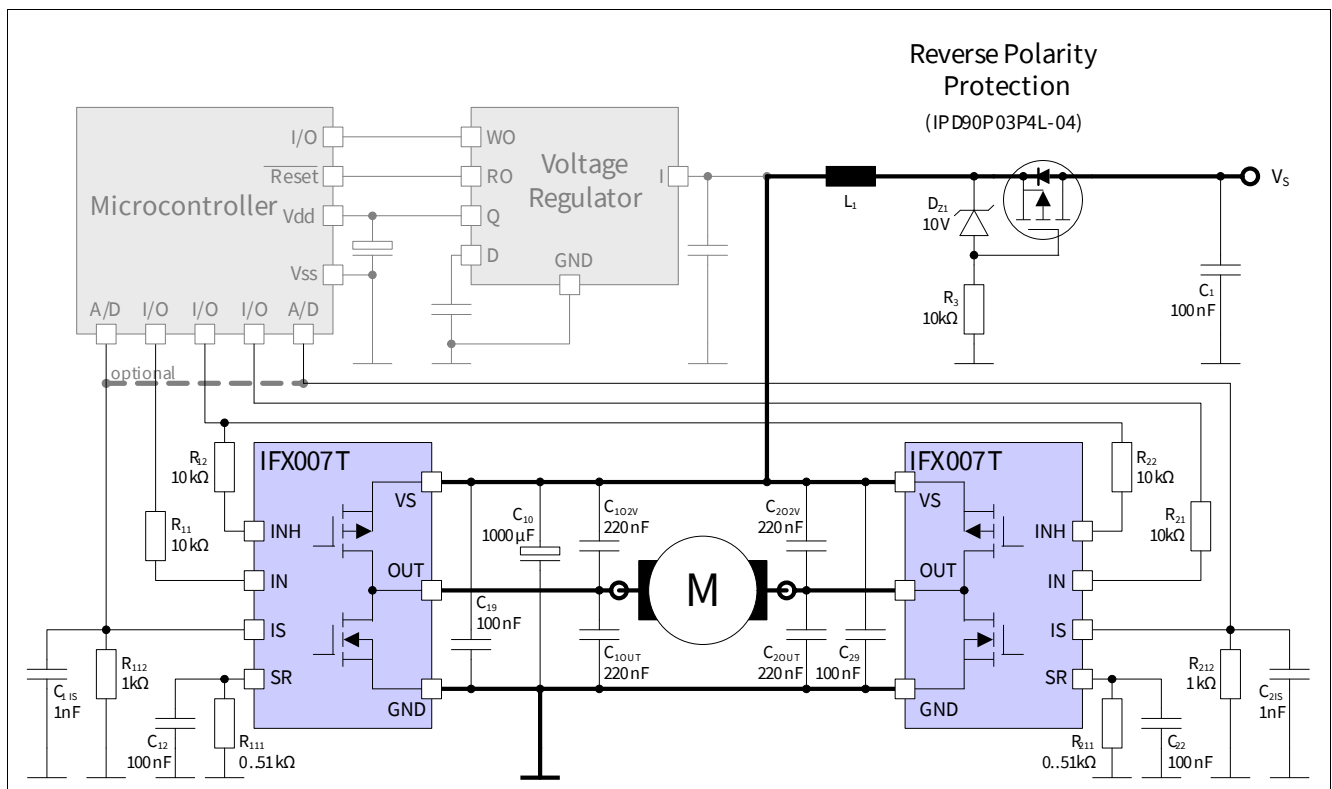 Reverse Polarity
Protection
(IPD90P03P4L-04)
Microcontroller
I/O
Reset
Vdd
Vss
A/D
I/O
I/O
I/O
A/D
optional
Voltage
Regulator
WO
RO
Q
D
GND
I
L1
DZ1
10V
R3
10kΩ
VS
C1
100nF
R12
10kΩ
R11
10kΩ
IFX007T
VS
INH
IN
IS
SR
OUT
GND
C10
1000µF
C1O2V
220nF
C2O2V
220nF
C19
100nF
M
C1OUT
220nF
C2OUT
220nF
C29
100nF
IFX007T
VS
INH
OUT
IN
IS
SR
GND
R22
10kΩ
R21
10kΩ
C1IS
1nF
R112
1kΩ
C12
100nF
R111
0..51kΩ
R212
1kΩ
C2IS
1nF
R211
0..51kΩ
C22
100nF